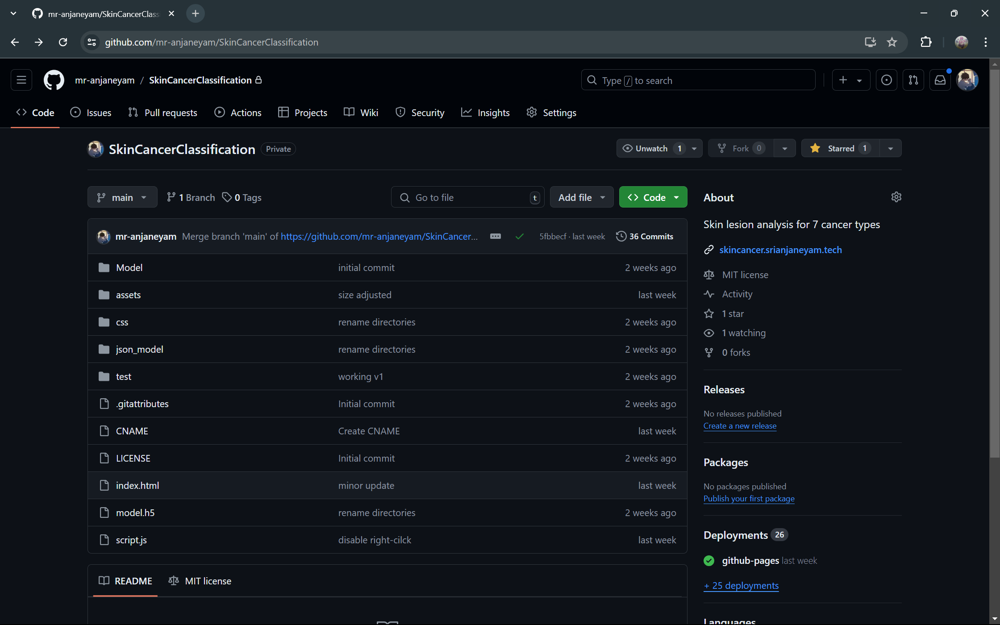 mr-anjaneyam/SkinCancerClass
github.com/mr-anjaneyam/SkinCancerClassification
mr-anjaneyam / SkinCancerClassification
Type / to search
Code
Issues
Pull requests
Actions
Projects
Wiki
Security
Insights
Settings
SkinCancerClassification
Private
Unwatch 1
Fork 0
Starred 1
main
1 Branch
0 Tags
Go to file
t
Add file
Code
mr-anjaneyam Merge branch 'main' of https://github.com/mr-anjaneyam/SkinCancer...
5fbbecf · last week
36 Commits
Model initial commit 2 weeks ago
assets size adjusted last week
css rename directories 2 weeks ago
json_model rename directories 2 weeks ago
test working v1 2 weeks ago
.gitattributes Initial commit 2 weeks ago
CNAME Create CNAME last week
LICENSE Initial commit 2 weeks ago
index.html minor update last week
model.h5 rename directories 2 weeks ago
script.js disable right-cilck last week
README
MIT license
About
Skin lesion analysis for 7 cancer types
skincancer.srianjaneyam.tech
MIT license
Activity
1 star
1 watching
0 forks
Releases
No releases published
Create a new release
Packages
No packages published
Publish your first package
Deployments 26
github-pages last week
+ 25 deployments
Languages